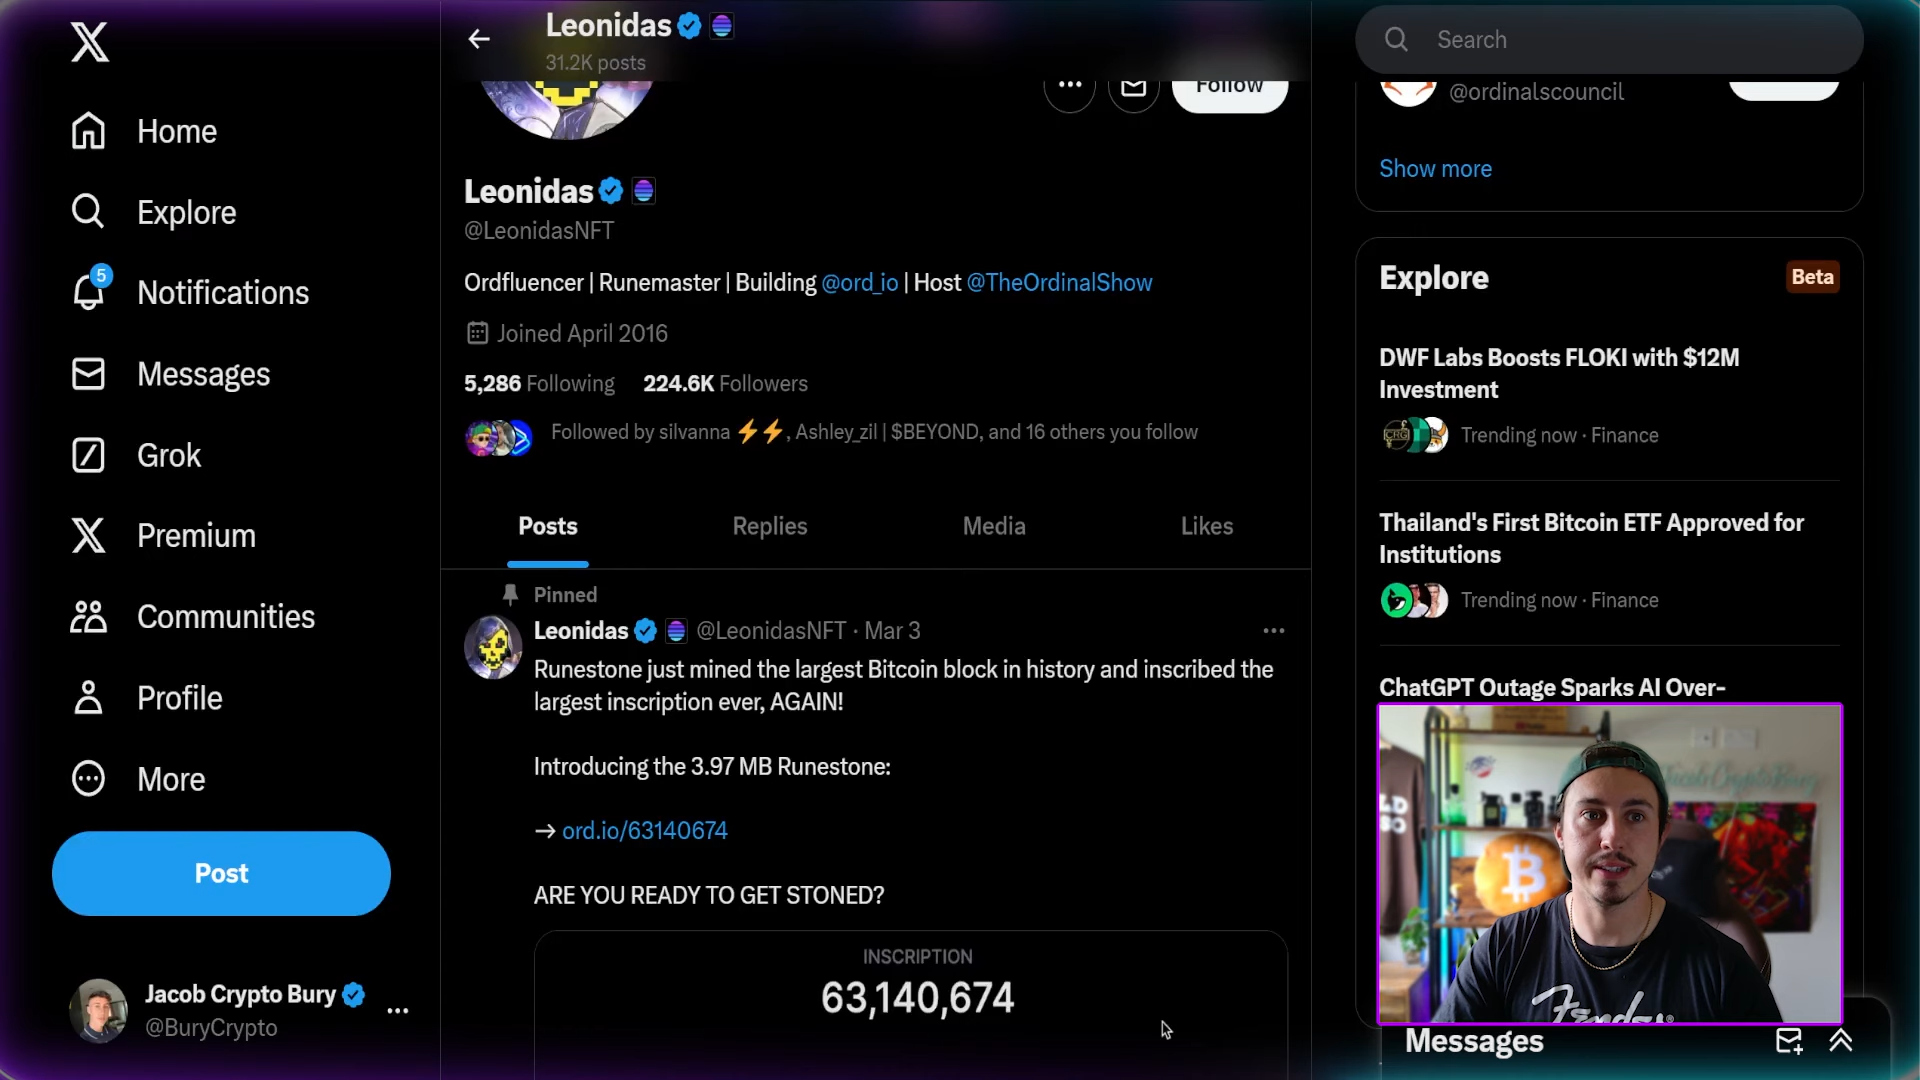 Home
Explore
5
Notifications
Messages
Grok
Premium
Communities
Profile
More
Post
Jacob Crypto Bury
@BuryCrypto
Leonidas
31.2K posts
Follow
Leonidas
@LeonidasNFT
Ordfluencer | Runemaster | Building @ord_io | Host @TheOrdinalShow
Joined April 2016
5,286 Following 224.6K Followers
Followed by silvanna ⚡⚡, Ashley_zil | $BEYOND, and 16 others you follow
Posts Replies Media Likes
Pinned
Leonidas @LeonidasNFT · Mar 3
Runestone just mined the largest Bitcoin block in history and inscribed the
largest inscription ever, AGAIN!
Introducing the 3.97 MB Runestone:
→ ord.io/63140674
ARE YOU READY TO GET STONED?
INSCRIPTION
63,140,674
Search
@ordinalscouncil
Show more
Explore Beta
DWF Labs Boosts FLOKI with $12M
Investment
Trending now · Finance
Thailand's First Bitcoin ETF Approved for
Institutions
Trending now · Finance
ChatGPT Outage Sparks AI Over-
Fender
Messages